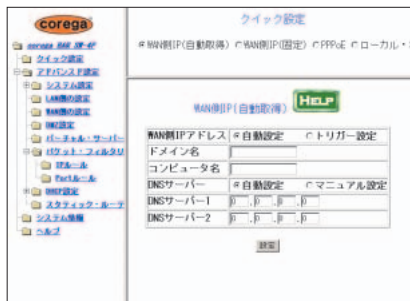 corega
corega BAR SW-4P
クイック設定
アドバンスド設定
システム設定
LAN側の設定
WAN側の設定
DMZ設定
バーチャル・サーバー
パケット・フィルタリ
IPルール
Portルール
DHCP設定
スタティック・ルーテ
システム情報
ヘルプ
クイック設定
WAN側IP(自動取得) WAN側IP(固定) PPPoE ローカル・
WAN側IP(自動取得) HELP
WAN側IPアドレス 自動設定 トリガー設定
ドメイン名
コンピュータ名
DNSサーバー 自動設定 マニュアル設定
DNSサーバー1 0 . 0 . 0 . 0
DNSサーバー2 0 . 0 . 0 . 0
設定